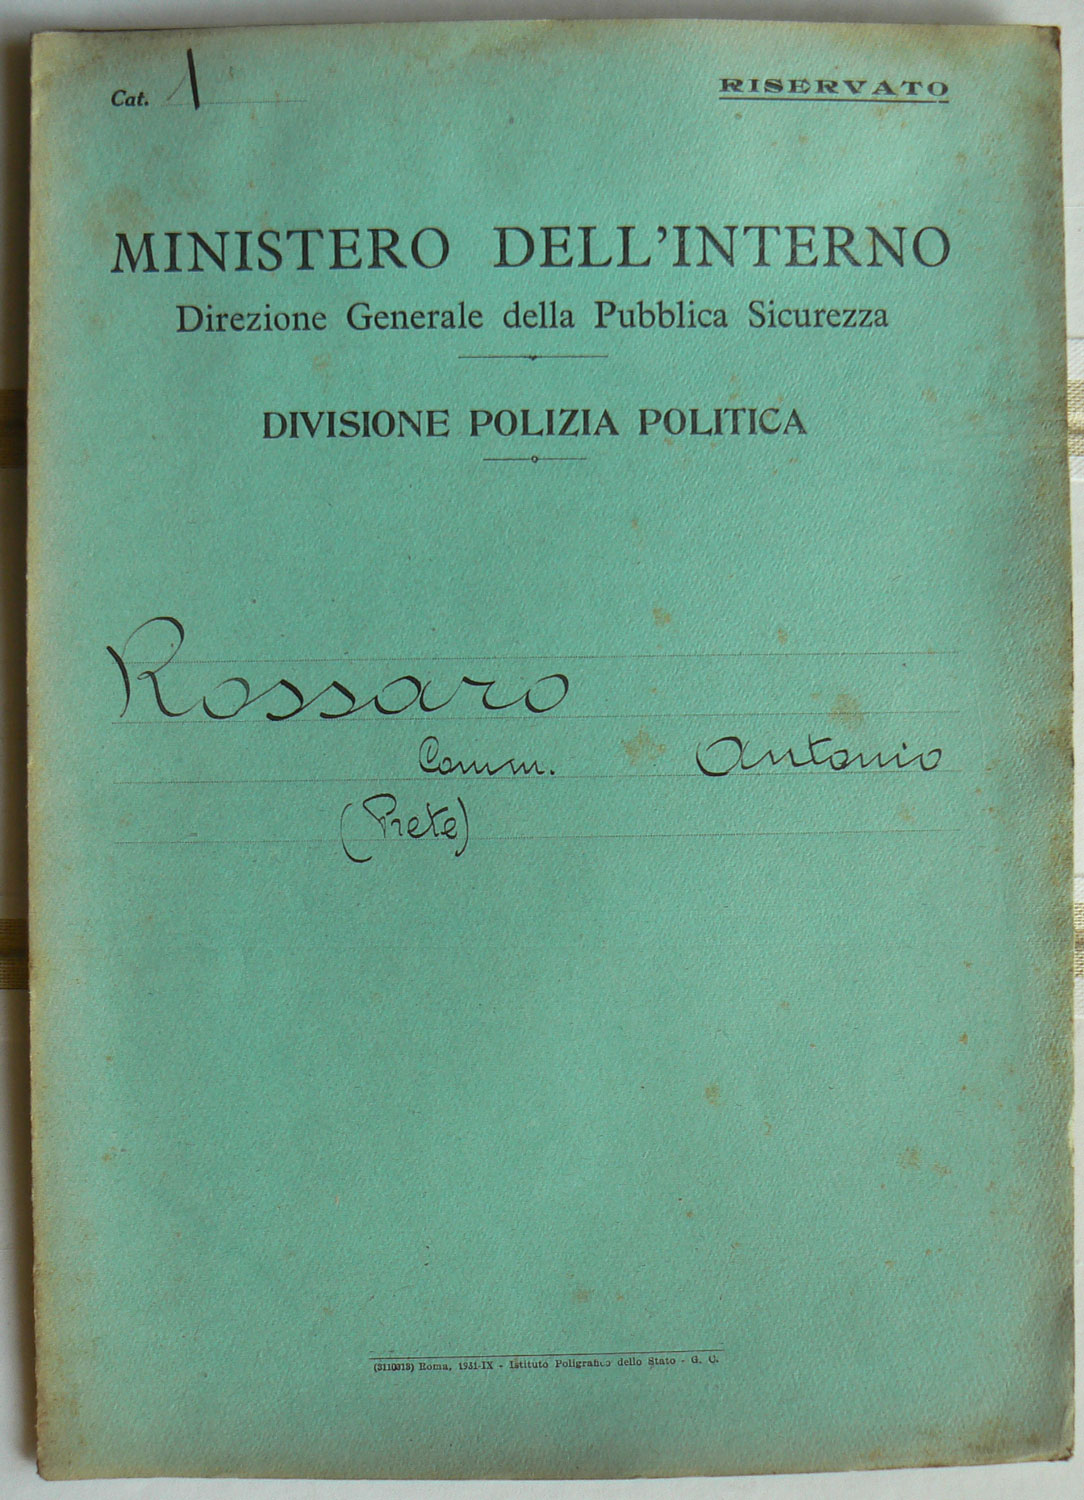 Cat. 1
RISERVATO
MINISTERO DELL'INTERNO
Direzione Generale della Pubblica Sicurezza
DIVISIONE POLIZIA POLITICA
Rossaro
Comm. Antonio
(Prete)
(3110313) Roma, 1931-IX - Istituto Poligrafico dello Stato - G. C.